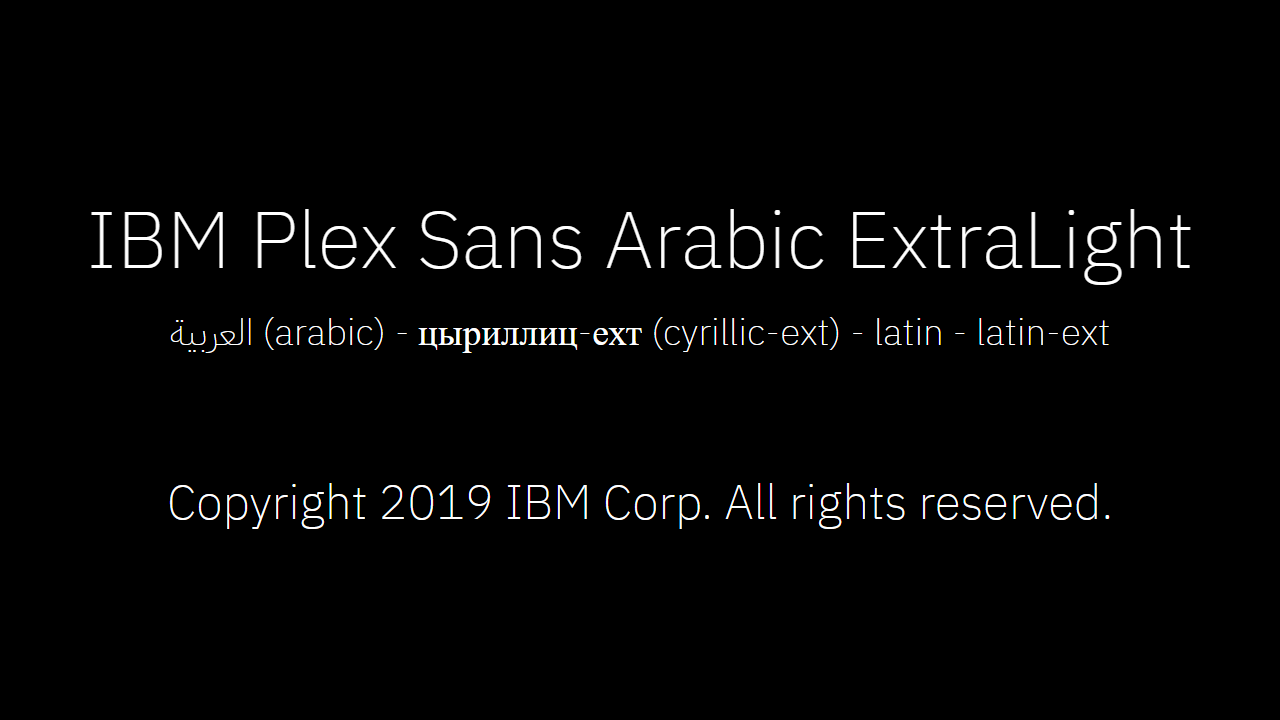 IBM Plex Sans Arabic ExtraLight
العربية (arabic) - цыриллиц-ехт (cyrillic-ext) - latin - latin-ext
Copyright 2019 IBM Corp. All rights reserved.